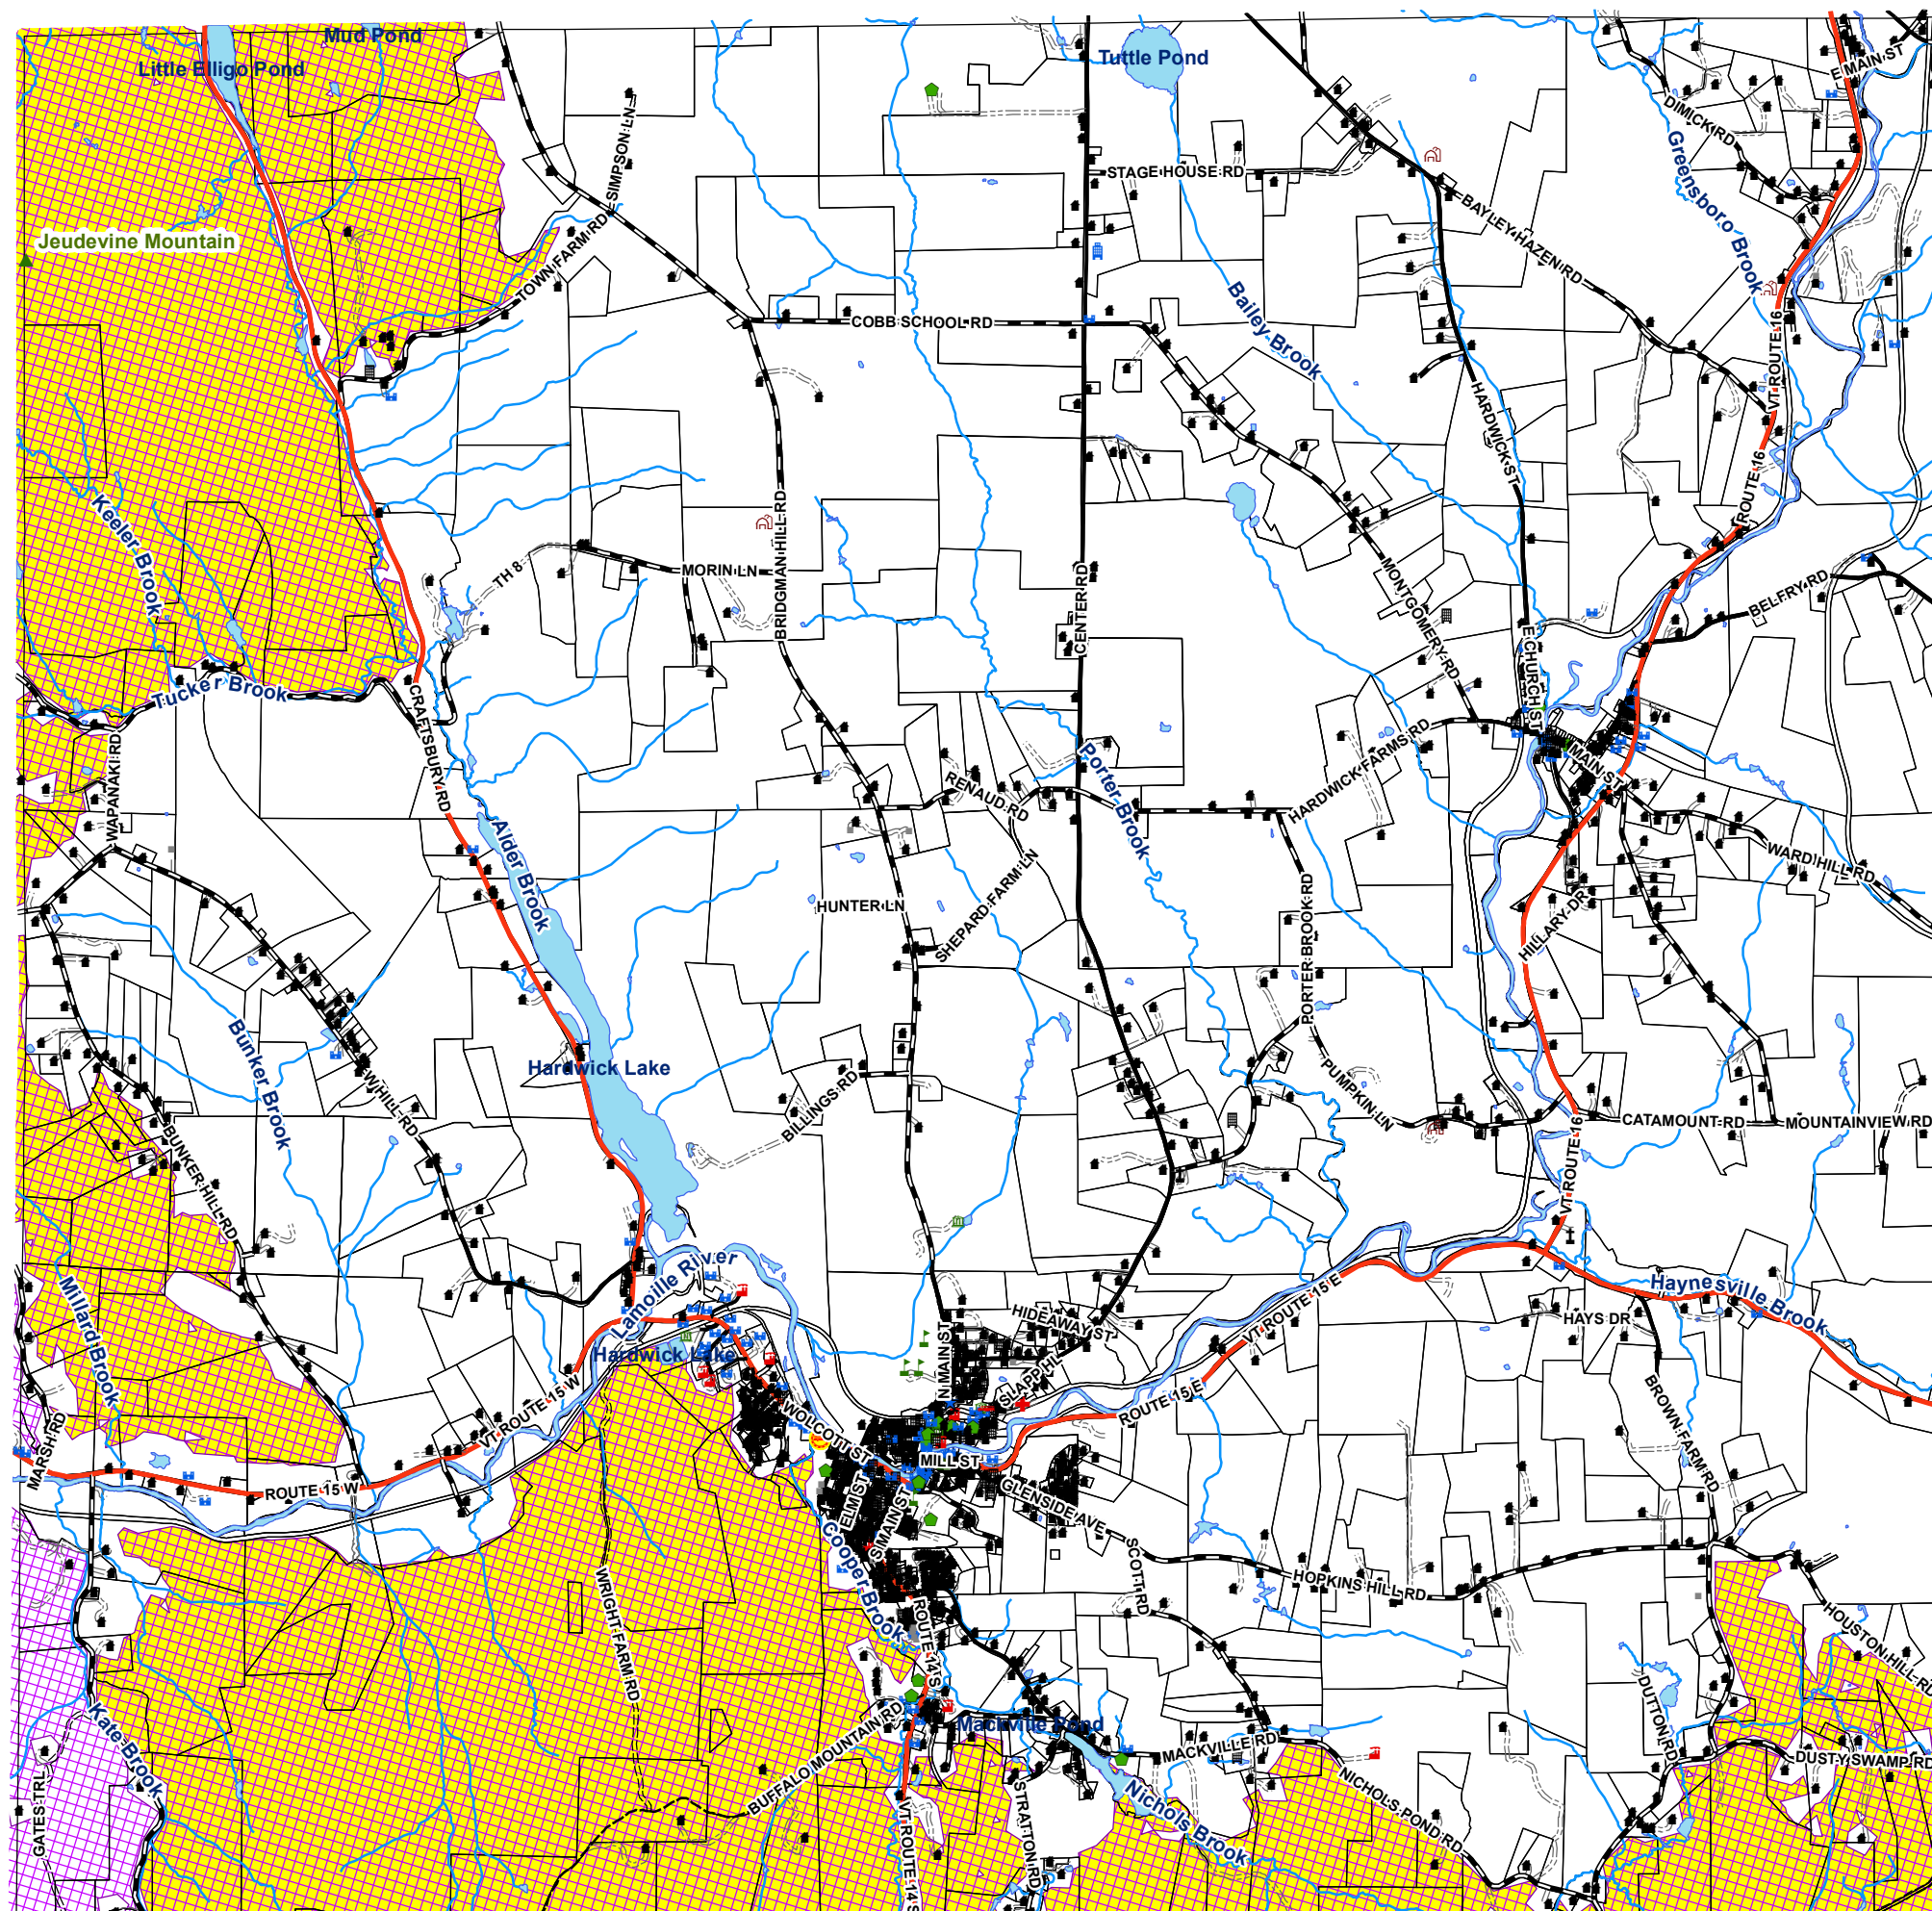 Mud Pond
Little Elligo Pond
Tuttle Pond
E MAIN ST
DIMICK RD
Greensboro Brook
SIMPSON LN
STAGE HOUSE RD
BAYLEY HAZEN RD
Jeudevine Mountain
TOWN FARM RD
Bailey Brook
COBB SCHOOL RD
VT ROUTE 16
HARDWICK ST
ROUTE 16
Keeler Brook
BRIDGMAN HILL RD
TH 8
MORIN LN
CENTER RD
MONTGOMERY RD
BELFRY RD
E CHURCH ST
Tucker Brook
CRAFTSBURY RD
WAPANAKI RD
HARDWICK FARMS RD
MAIN ST
Porter Brook
RENAUD RD
Alder Brook
WARD HILL RD
HUNTER LN
SHEPARD FARM LN
PORTER BROOK RD
HILLARY DR
Bunker Brook
Hardwick Lake
W HILL RD
BILLINGS RD
PUMPKIN LN
CATAMOUNT RD
MOUNTAINVIEW RD
BUNKER HILL RD
VT ROUTE 16
Lamoille River
Haynesville Brook
Millard Brook
HIDEAWAY ST
VT ROUTE 15 E
HAYS DR
Hardwick Lake
N MAIN ST
SLAPP HL
ROUTE 15 E
BROWN FARM RD
MARSH RD
VT ROUTE 15 W
WOLCOTT ST
MILL ST
ROUTE 15 W
ELM ST
S MAIN ST
GLENSIDE AVE
Cooper Brook
SCOTT RD
HOPKINS HILL RD
WRIGHT FARM RD
ROUTE 14 S
HOUSTON HILL RD
DUTTON RD
Kate Brook
BUFFALO MOUNTAIN RD
Mackville Pond
MACKVILLE RD
DUSTY SWAMP RD
GATES TRL
NICHOLS POND RD
STRATTON RD
Nichols Brook
VT ROUTE 14 S